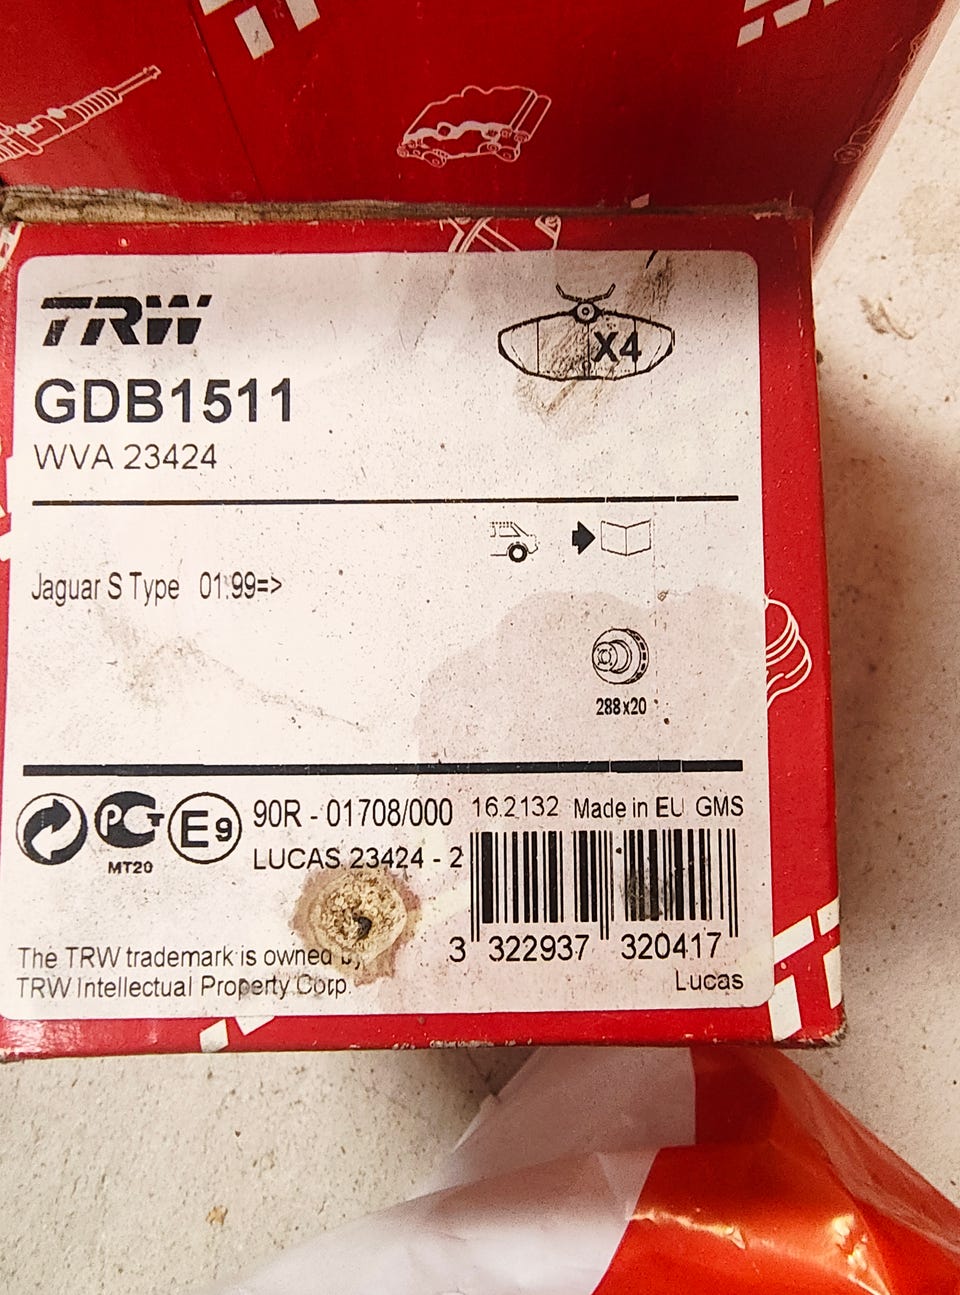 TRW
GDB1511
WVA 23424
X4
Jaguar S Type 01.99=>
288x20
90R - 01708/000 16.2132 Made in EU GMS
E9
MT20
LUCAS 23424 - 2
3 322937 320417
The TRW trademark is owned by
TRW Intellectual Property Corp.
Lucas